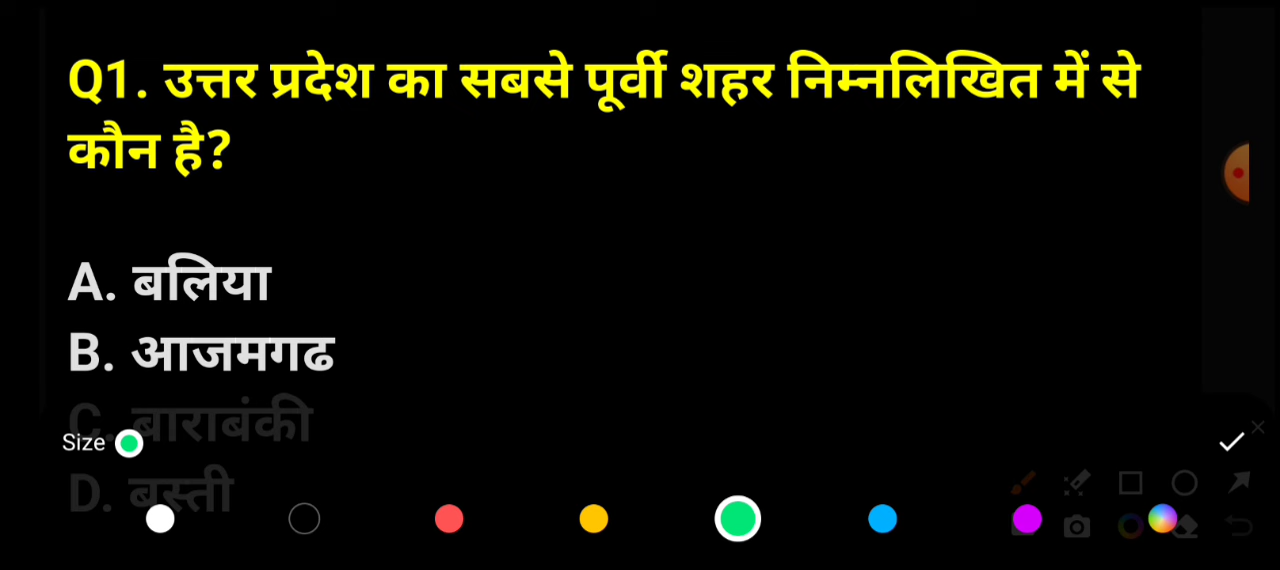 Q1. उत्तर प्रदेश का सबसे पूर्वी शहर निम्नलिखित में से
कौन है?
A. बलिया
B. आजमगढ
C. बाराबंकी
Size
D. बस्ती